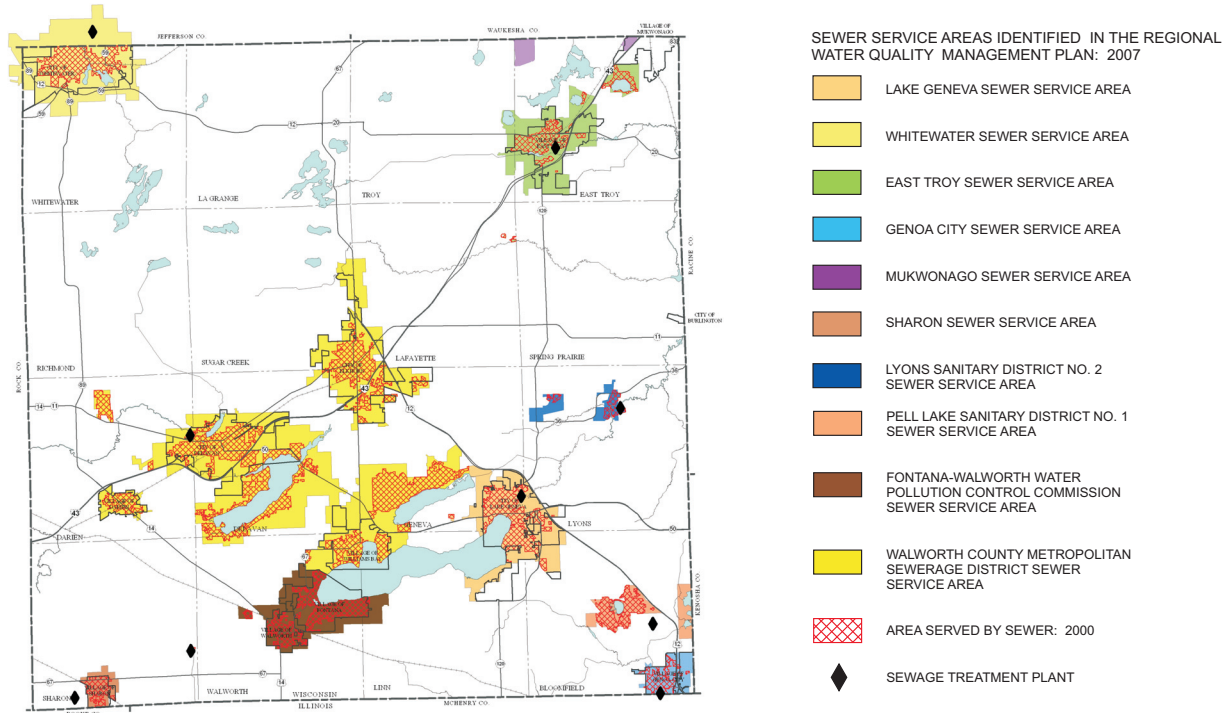 JEFFERSON CO.
WAUKESHA CO.
VILLAGE OF
MUKWONAGO
WHITEWATER
LA GRANGE
TROY
EAST TROY
RACINE CO.
CITY OF
BURLINGTON
ROCK CO.
RICHMOND
SUGAR CREEK
LAFAYETTE
SPRING PRAIRIE
DARIEN
GENEVA
LYONS
KENOSHA CO.
VILLAGE OF
FONTANA
VILLAGE OF
WALWORTH
SHARON
WALWORTH
WISCONSIN
ILLINOIS
LINN
MCHENRY CO.
BLOOMFIELD
SEWER SERVICE AREAS IDENTIFIED IN THE REGIONAL
WATER QUALITY MANAGEMENT PLAN: 2007
LAKE GENEVA SEWER SERVICE AREA
WHITEWATER SEWER SERVICE AREA
EAST TROY SEWER SERVICE AREA
GENOA CITY SEWER SERVICE AREA
MUKWONAGO SEWER SERVICE AREA
SHARON SEWER SERVICE AREA
LYONS SANITARY DISTRICT NO. 2
SEWER SERVICE AREA
PELL LAKE SANITARY DISTRICT NO. 1
SEWER SERVICE AREA
FONTANA-WALWORTH WATER
POLLUTION CONTROL COMMISSION
SEWER SERVICE AREA
WALWORTH COUNTY METROPOLITAN
SEWERAGE DISTRICT SEWER
SERVICE AREA
AREA SERVED BY SEWER: 2000
SEWAGE TREATMENT PLANT